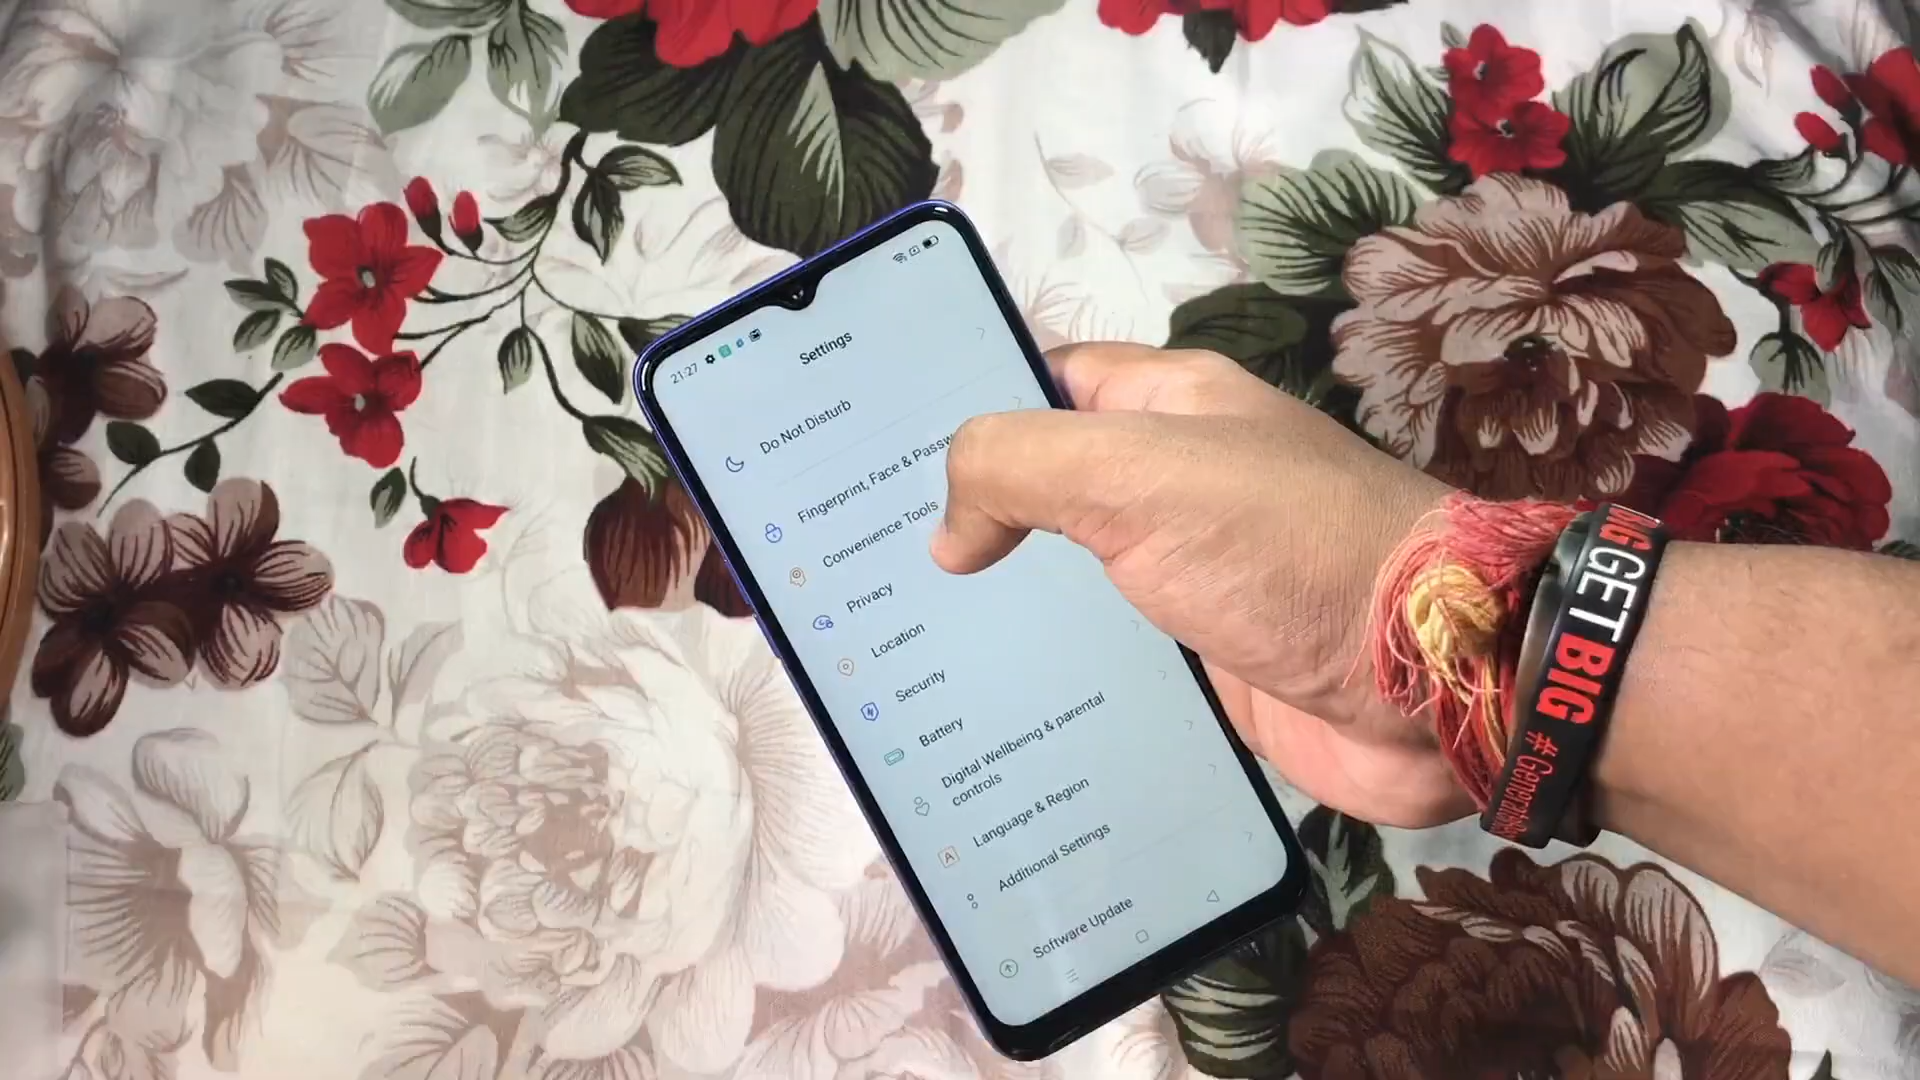 21:27
Settings
Do Not Disturb
Fingerprint, Face & Passw
Convenience Tools
Privacy
Location
Security
Battery
Digital Wellbeing & parental
controls
Language & Region
Additional Settings
Software Update
BIG GET BIG